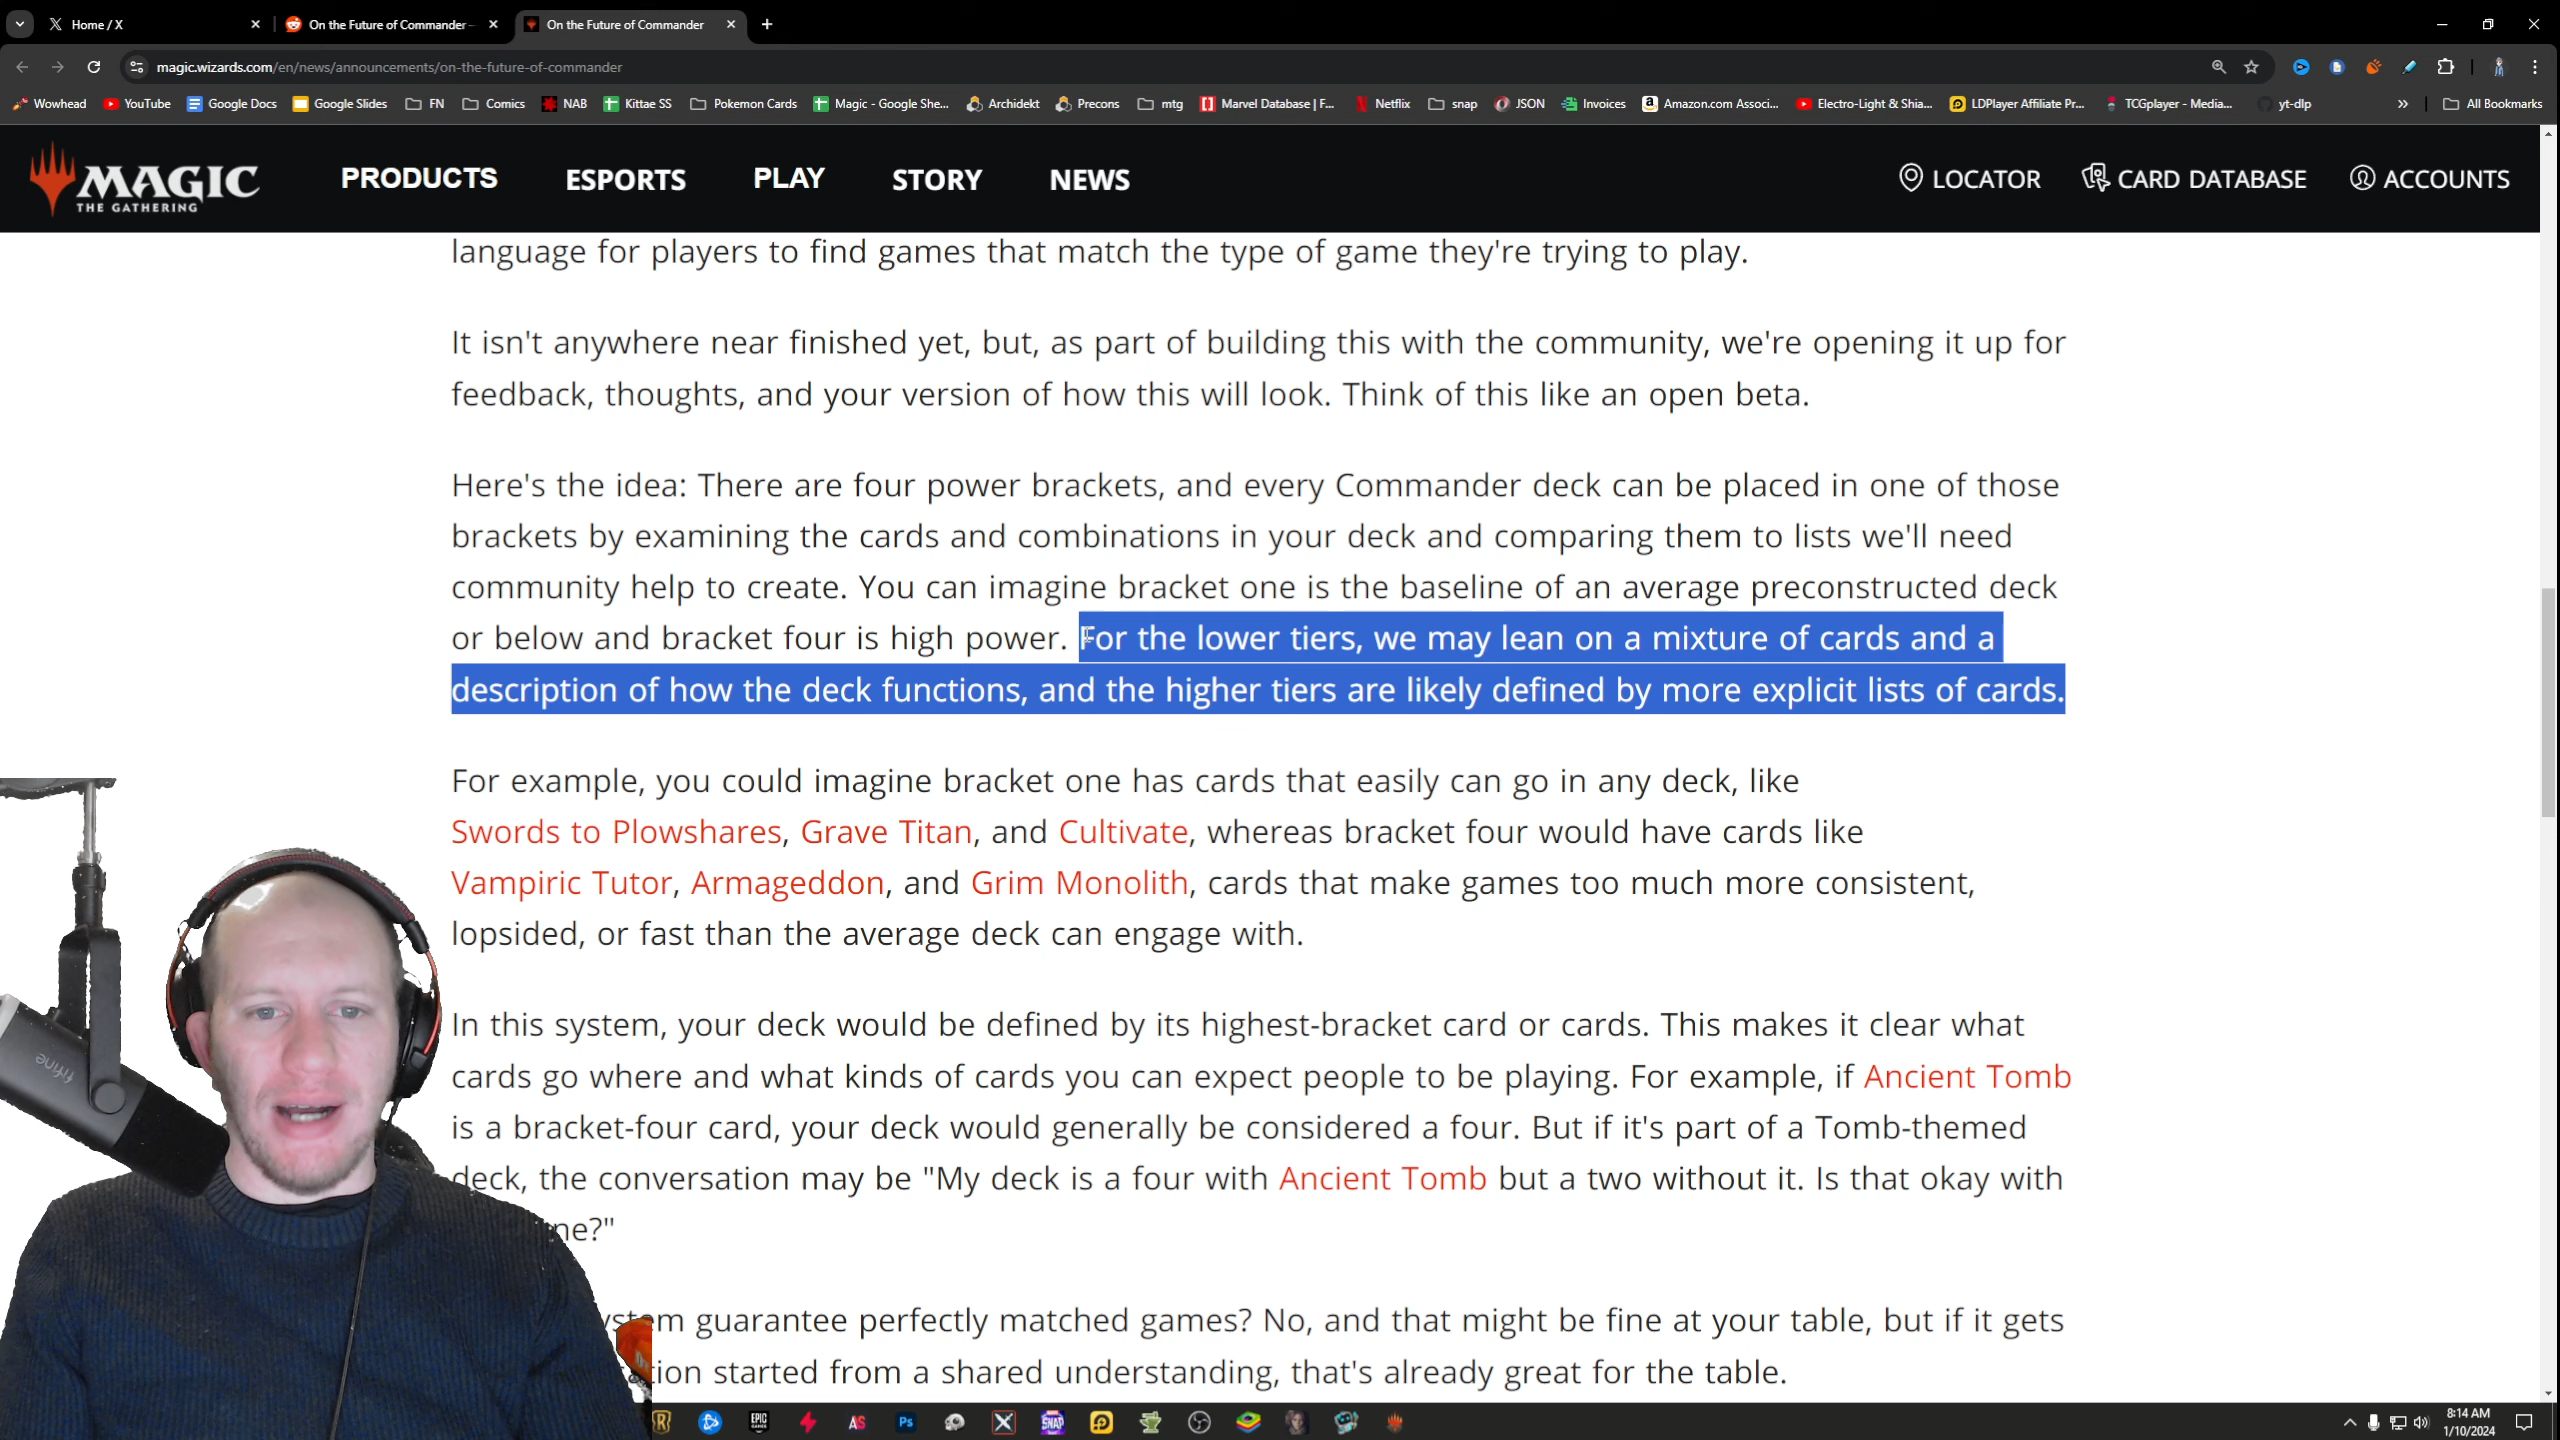 Home / X
On the Future of Commander
On the Future of Commander
magic.wizards.com/en/news/announcements/on-the-future-of-commander
Wowhead
YouTube
Google Docs
Google Slides
FN
Comics
NAB
Kittae SS
Pokemon Cards
Magic - Google She...
Archidekt
Precons
mtg
Marvel Database | F...
Netflix
snap
JSON
Invoices
Amazon.com Associ...
Electro-Light & Shia...
LDPlayer Affiliate Pr...
TCGplayer - Media...
yt-dlp
All Bookmarks
MAGIC
THE GATHERING
PRODUCTS
ESPORTS
PLAY
STORY
NEWS
LOCATOR
CARD DATABASE
ACCOUNTS
language for players to find games that match the type of game they're trying to play.
It isn't anywhere near finished yet, but, as part of building this with the community, we're opening it up for
feedback, thoughts, and your version of how this will look. Think of this like an open beta.
Here's the idea: There are four power brackets, and every Commander deck can be placed in one of those
brackets by examining the cards and combinations in your deck and comparing them to lists we'll need
community help to create. You can imagine bracket one is the baseline of an average preconstructed deck
or below and bracket four is high power. For the lower tiers, we may lean on a mixture of cards and a
description of how the deck functions, and the higher tiers are likely defined by more explicit lists of cards.
For example, you could imagine bracket one has cards that easily can go in any deck, like
Swords to Plowshares, Grave Titan, and Cultivate, whereas bracket four would have cards like
Vampiric Tutor, Armageddon, and Grim Monolith, cards that make games too much more consistent,
lopsided, or fast than the average deck can engage with.
In this system, your deck would be defined by its highest-bracket card or cards. This makes it clear what
cards go where and what kinds of cards you can expect people to be playing. For example, if Ancient Tomb
is a bracket-four card, your deck would generally be considered a four. But if it's part of a Tomb-themed
deck, the conversation may be "My deck is a four with Ancient Tomb but a two without it. Is that okay with
ne?"
ystem guarantee perfectly matched games? No, and that might be fine at your table, but if it gets
tion started from a shared understanding, that's already great for the table.
fifine
EPIC
GAMES
AS
Ps
SNAP
8:14 AM
1/10/2024